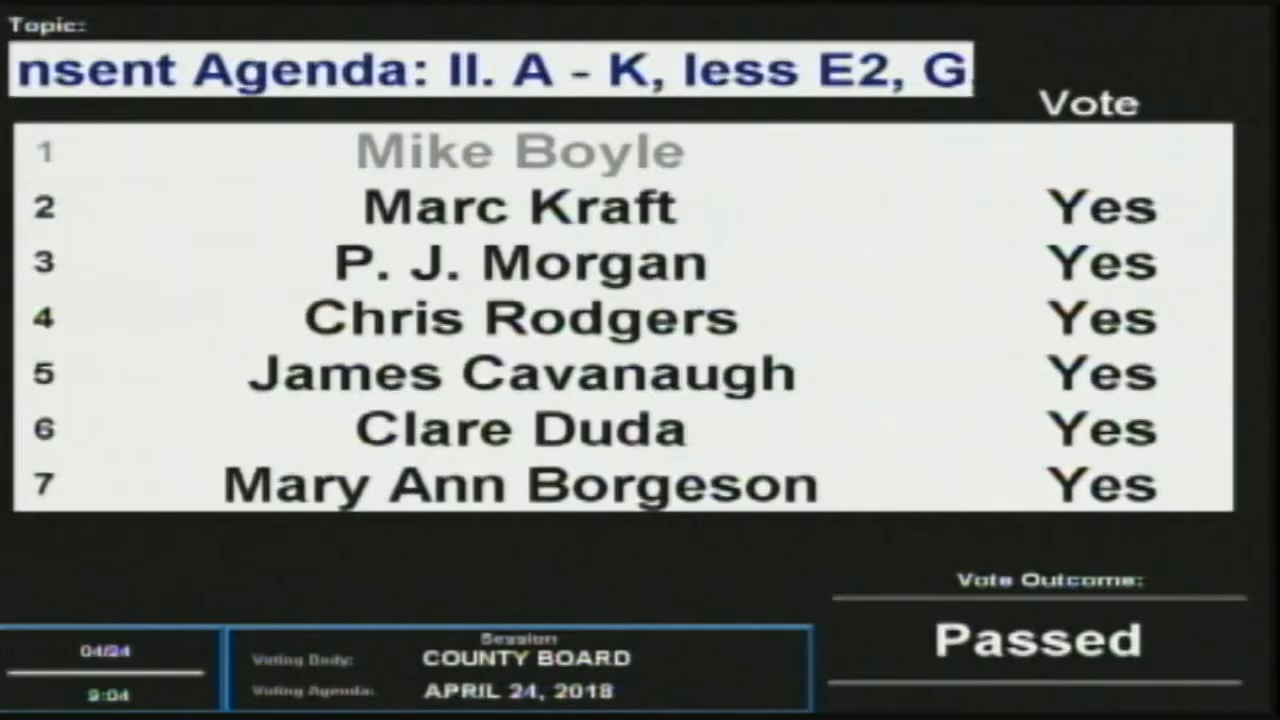 Topic:
nsent Agenda: II. A - K, less E2, G
Vote
1 Mike Boyle
2 Marc Kraft Yes
3 P. J. Morgan Yes
4 Chris Rodgers Yes
5 James Cavanaugh Yes
6 Clare Duda Yes
7 Mary Ann Borgeson Yes
Vote Outcome:
Passed
04/24
9:04
Session
Voting Body: COUNTY BOARD
Voting Agenda: APRIL 24, 2018